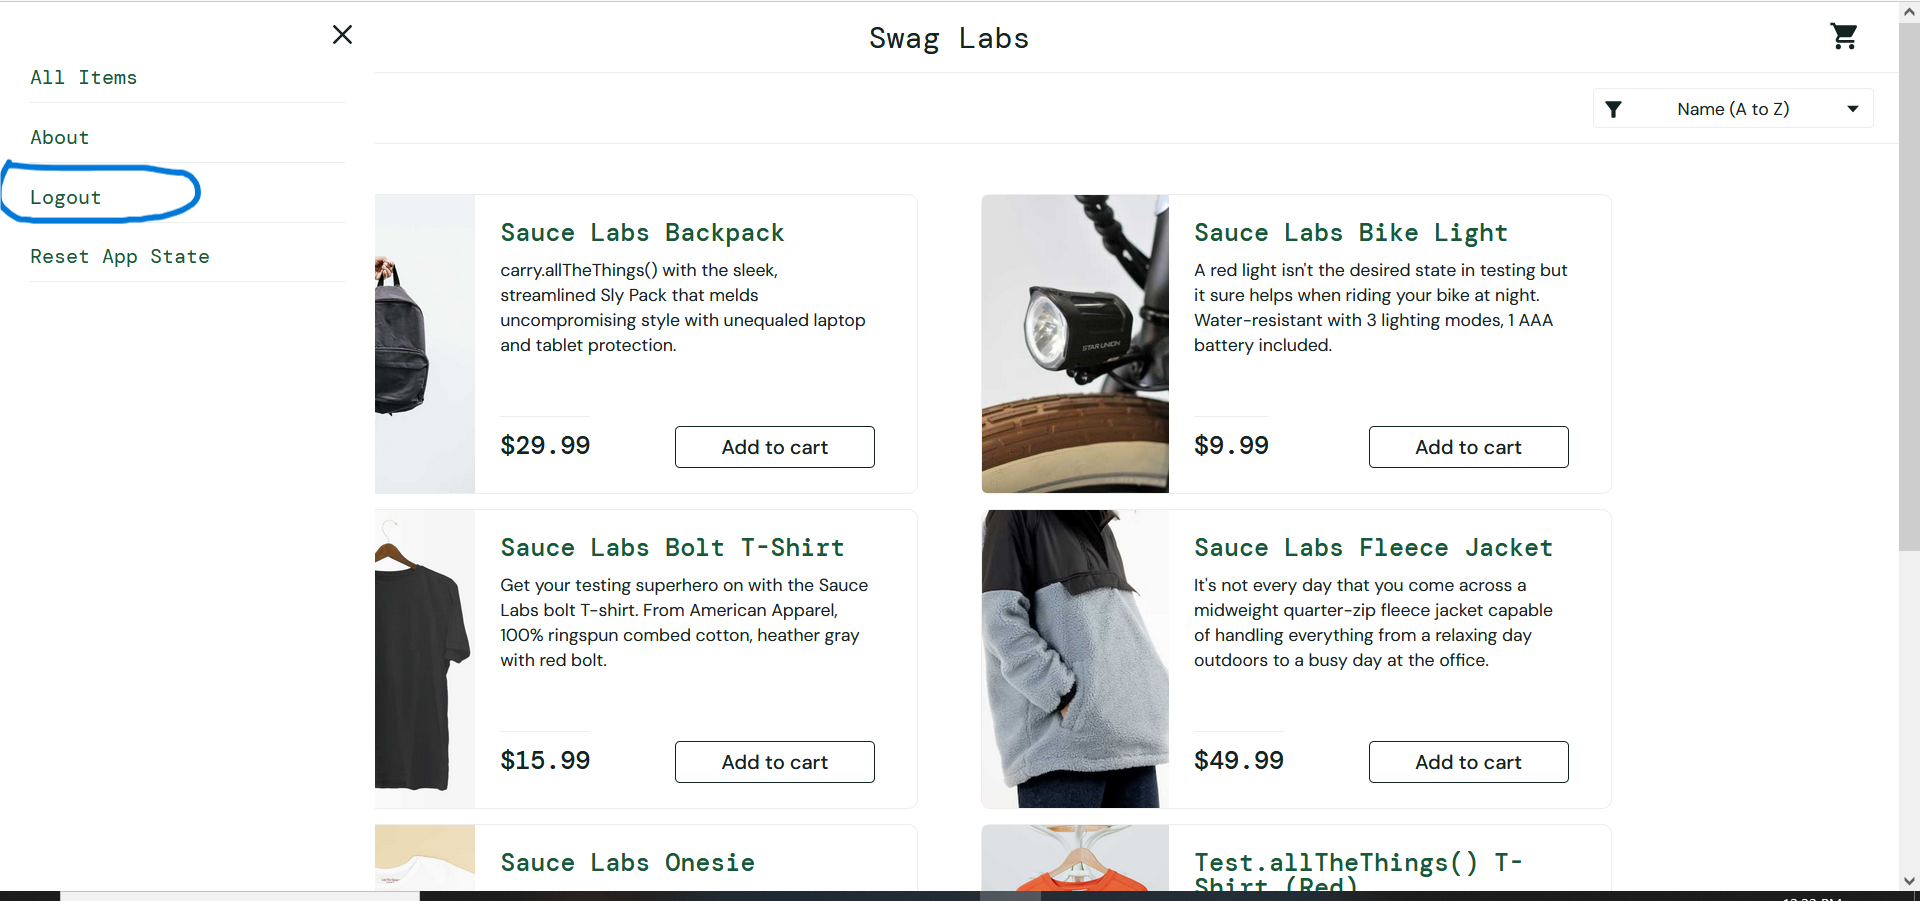 Swag Labs
All Items
About
Logout
Reset App State
Name (A to Z)
Sauce Labs Backpack
carry.allTheThings() with the sleek,
streamlined Sly Pack that melds
uncompromising style with unequaled laptop
and tablet protection.
$29.99
Add to cart
Sauce Labs Bike Light
A red light isn't the desired state in testing but
it sure helps when riding your bike at night.
Water-resistant with 3 lighting modes, 1 AAA
battery included.
STAR UNION
$9.99
Add to cart
Sauce Labs Bolt T-Shirt
Get your testing superhero on with the Sauce
Labs bolt T-shirt. From American Apparel,
100% ringspun combed cotton, heather gray
with red bolt.
$15.99
Add to cart
Sauce Labs Fleece Jacket
It's not every day that you come across a
midweight quarter-zip fleece jacket capable
of handling everything from a relaxing day
outdoors to a busy day at the office.
$49.99
Add to cart
Sauce Labs Onesie
Test.allTheThings() T-
Shirt (Red)